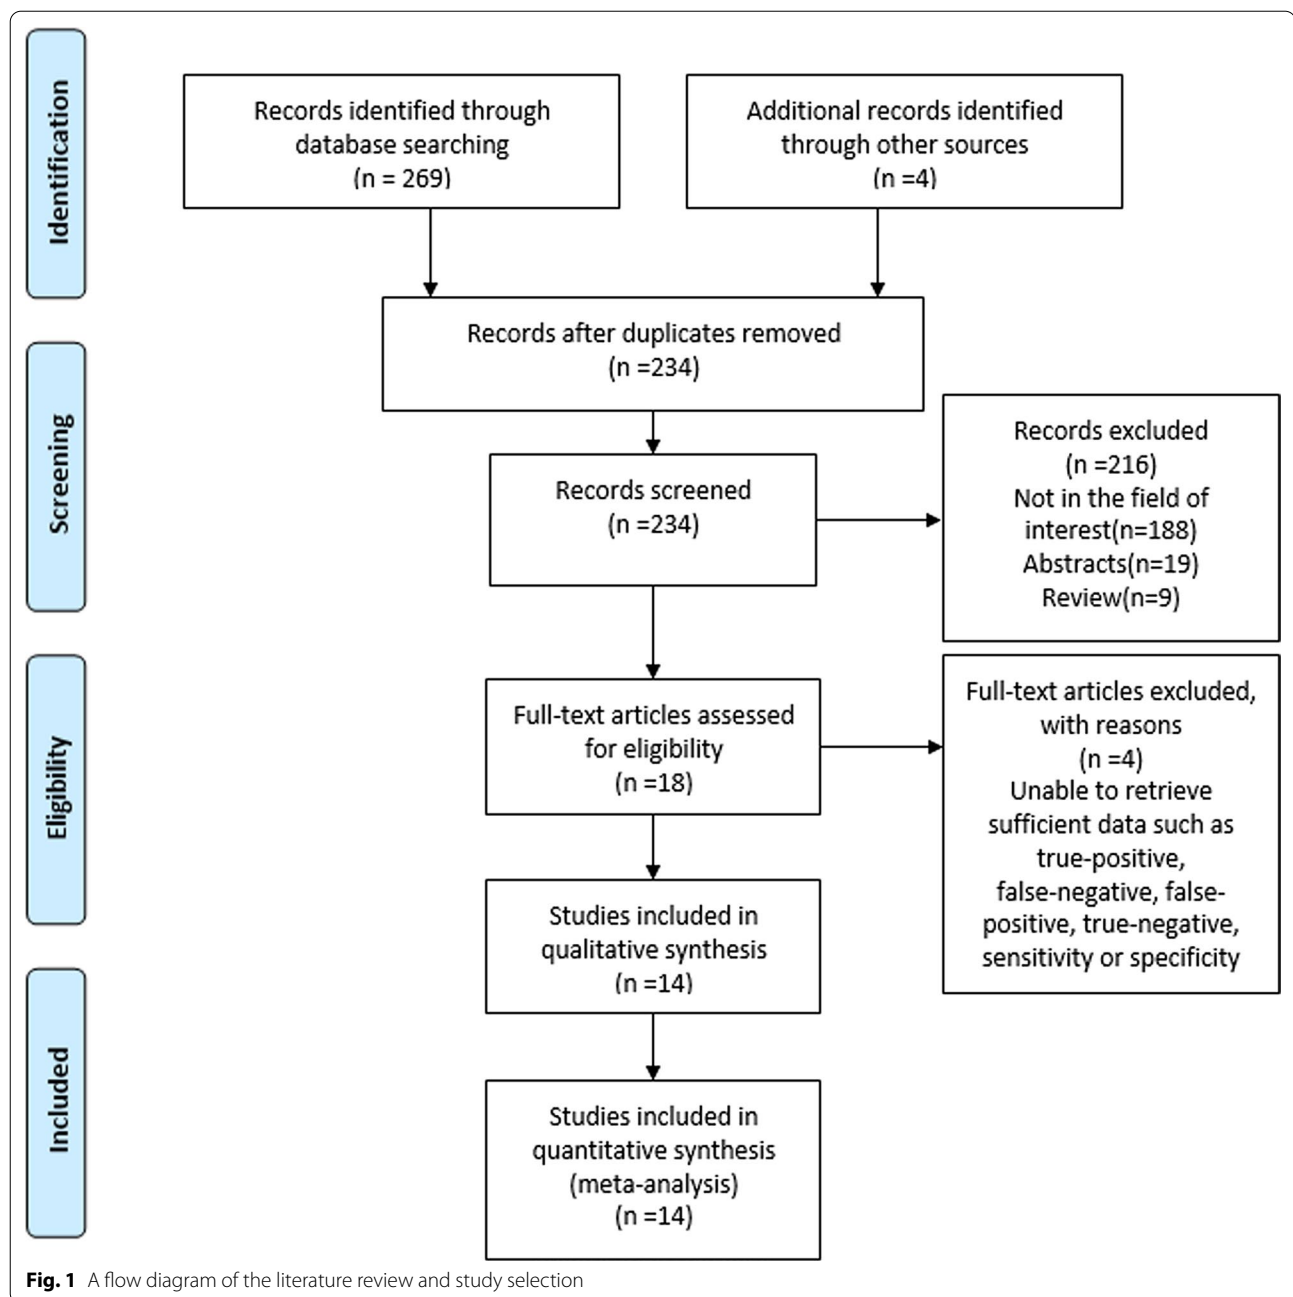 Identification
Records identified through
database searching
(n = 269)
Additional records identified
through other sources
(n =4)
Records after duplicates removed
(n =234)
Screening
Records screened
(n =234)
Records excluded
(n =216)
Not in the field of
interest(n=188)
Abstracts(n=19)
Review(n=9)
Eligibility
Full-text articles assessed
for eligibility
(n =18)
Full-text articles excluded,
with reasons
(n =4)
Unable to retrieve
sufficient data such as
true-positive,
false-negative, false-
positive, true-negative,
sensitivity or specificity
Studies included in
qualitative synthesis
(n =14)
Included
Studies included in
quantitative synthesis
(meta-analysis)
(n =14)
Fig. 1 A flow diagram of the literature review and study selection